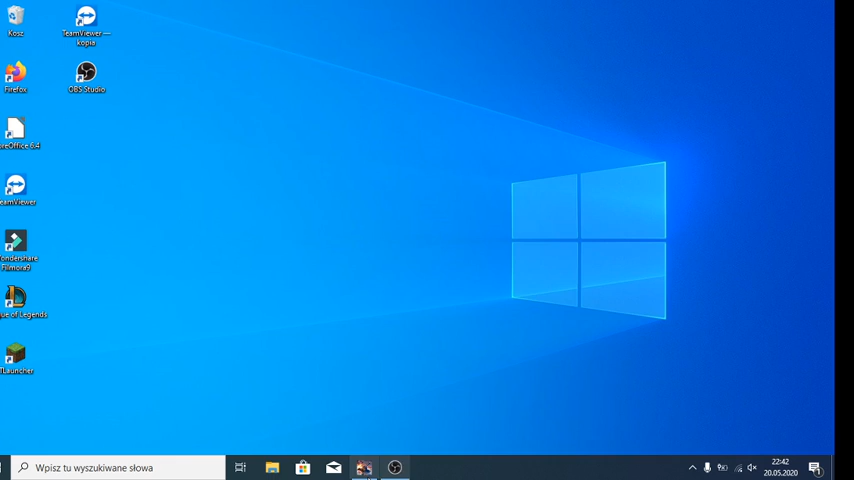 Kosz
TeamViewer — kopia
Firefox
OBS Studio
reOffice 6.4
eamViewer
ondershare
Filmora9
ue of Legends
TLauncher
Wpisz tu wyszukiwane słowa
22:42
20.05.2020
1